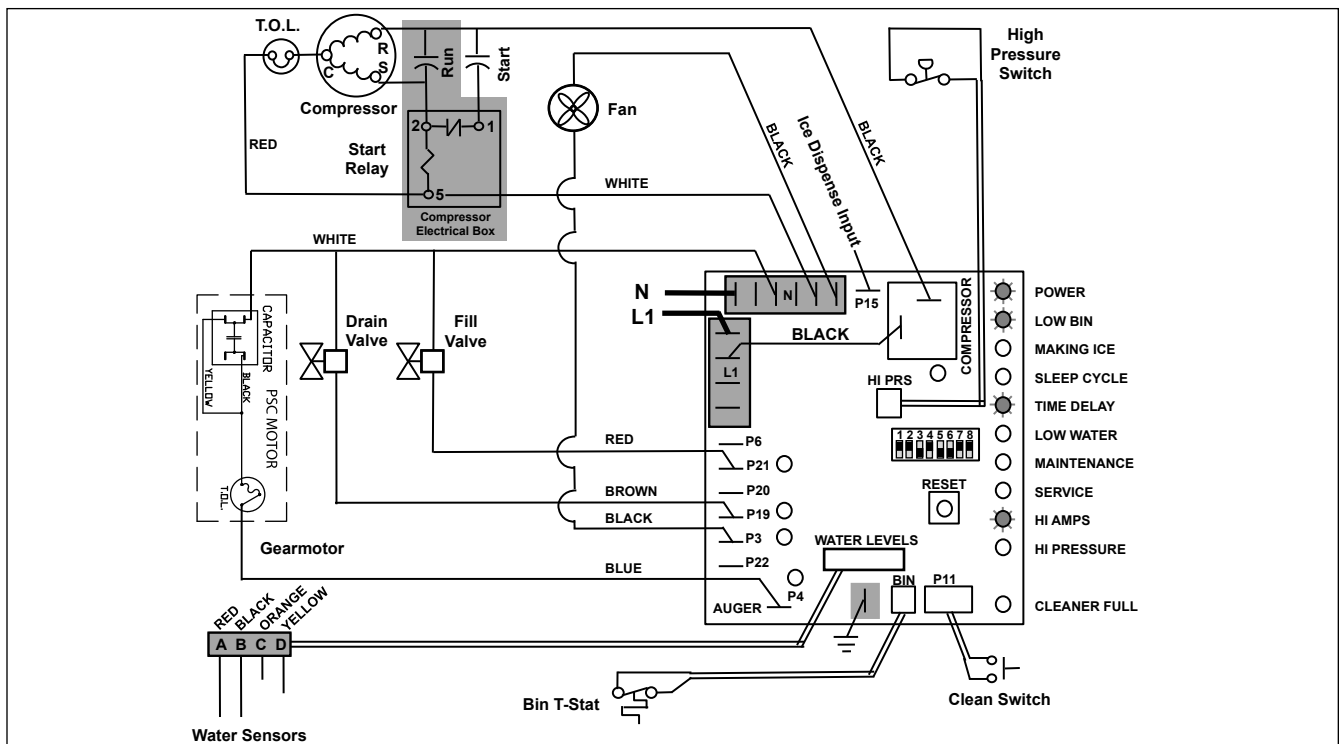 T.O.L.
R
S
C
Compressor
Run
Start
2
1
5
Start
Relay
Compressor
Electrical Box
RED
Fan
BLACK
Ice Dispense Input
BLACK
High
Pressure
Switch
WHITE
WHITE
N
L1
N
P15
BLACK
L1
COMPRESSOR
HI PRS
1 2 3 4 5 6 7 8
RESET
POWER
LOW BIN
MAKING ICE
SLEEP CYCLE
TIME DELAY
LOW WATER
MAINTENANCE
SERVICE
HI AMPS
HI PRESSURE
CLEANER FULL
CAPACITOR
YELLOW
BLACK
PSC MOTOR
T.O.L.
Gearmotor
Drain
Valve
Fill
Valve
RED
BROWN
BLACK
BLUE
P6
P21
P20
P19
P3
P22
P4
AUGER
WATER LEVELS
BIN
P11
RED
BLACK
ORANGE
YELLOW
A B C D
Water Sensors
Bin T-Stat
Clean Switch